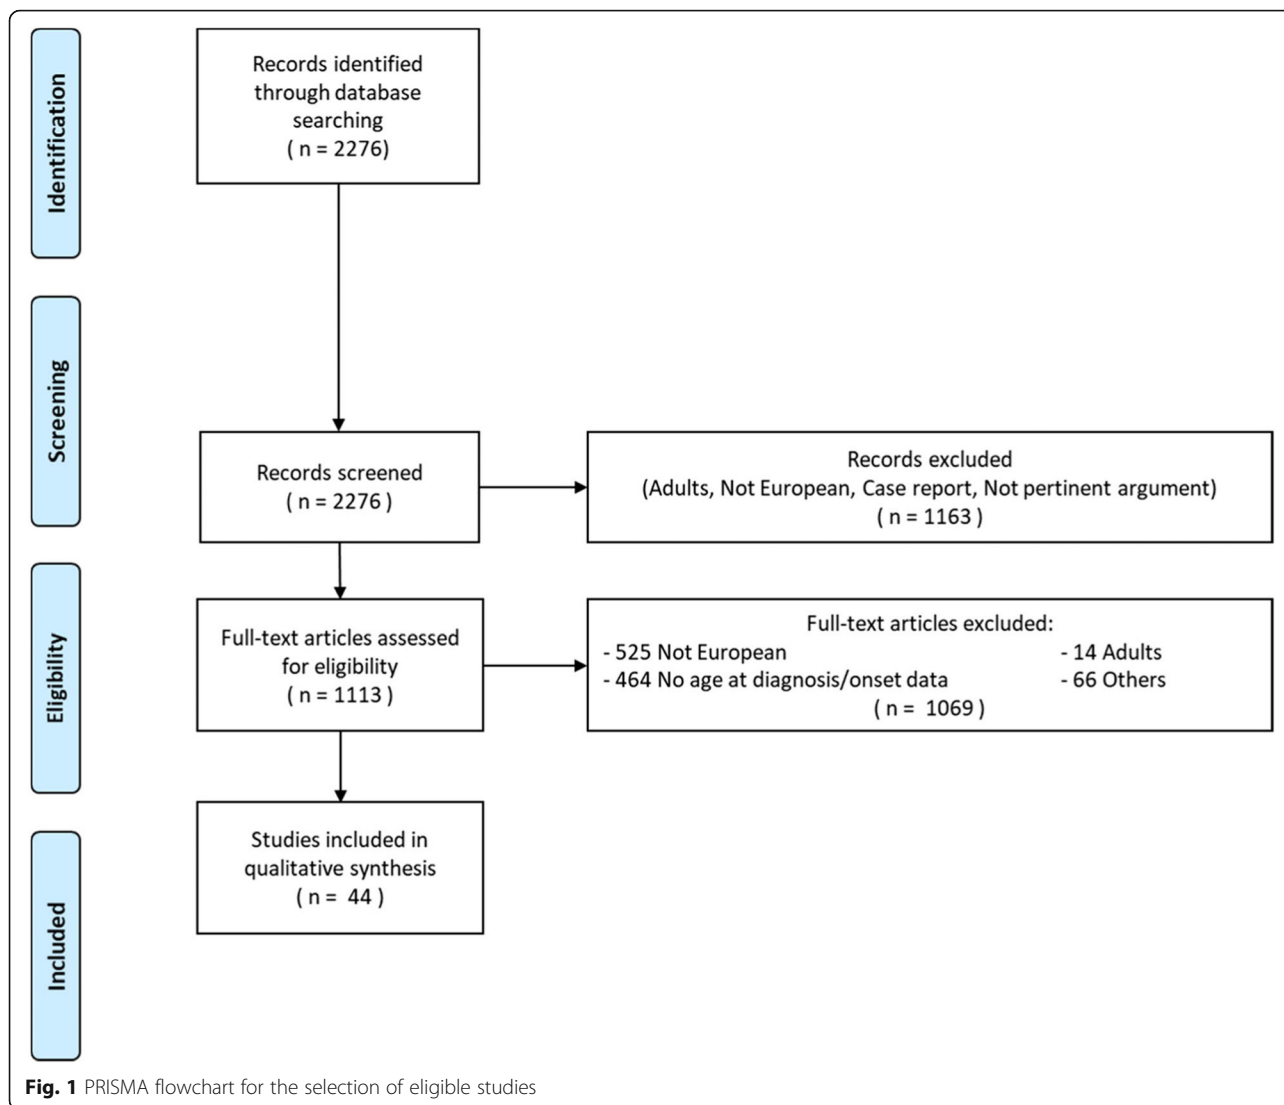 Identification
Records identified
through database
searching
( n = 2276)
Screening
Records screened
( n = 2276 )
Records excluded
(Adults, Not European, Case report, Not pertinent argument)
( n = 1163 )
Eligibility
Full-text articles assessed
for eligibility
( n = 1113 )
Full-text articles excluded:
- 525 Not European - 14 Adults
- 464 No age at diagnosis/onset data - 66 Others
( n = 1069 )
Included
Studies included in
qualitative synthesis
( n = 44 )
Fig. 1 PRISMA flowchart for the selection of eligible studies